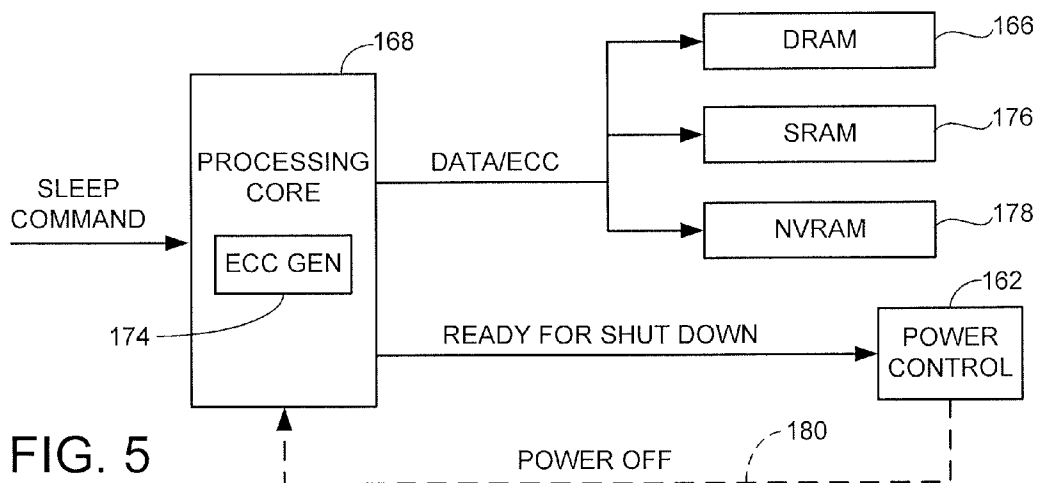 168
DRAM
166
PROCESSING
CORE
DATA/ECC
SRAM
176
SLEEP
COMMAND
NVRAM
178
ECC GEN
174
162
READY FOR SHUT DOWN
POWER
CONTROL
FIG. 5
POWER OFF
180